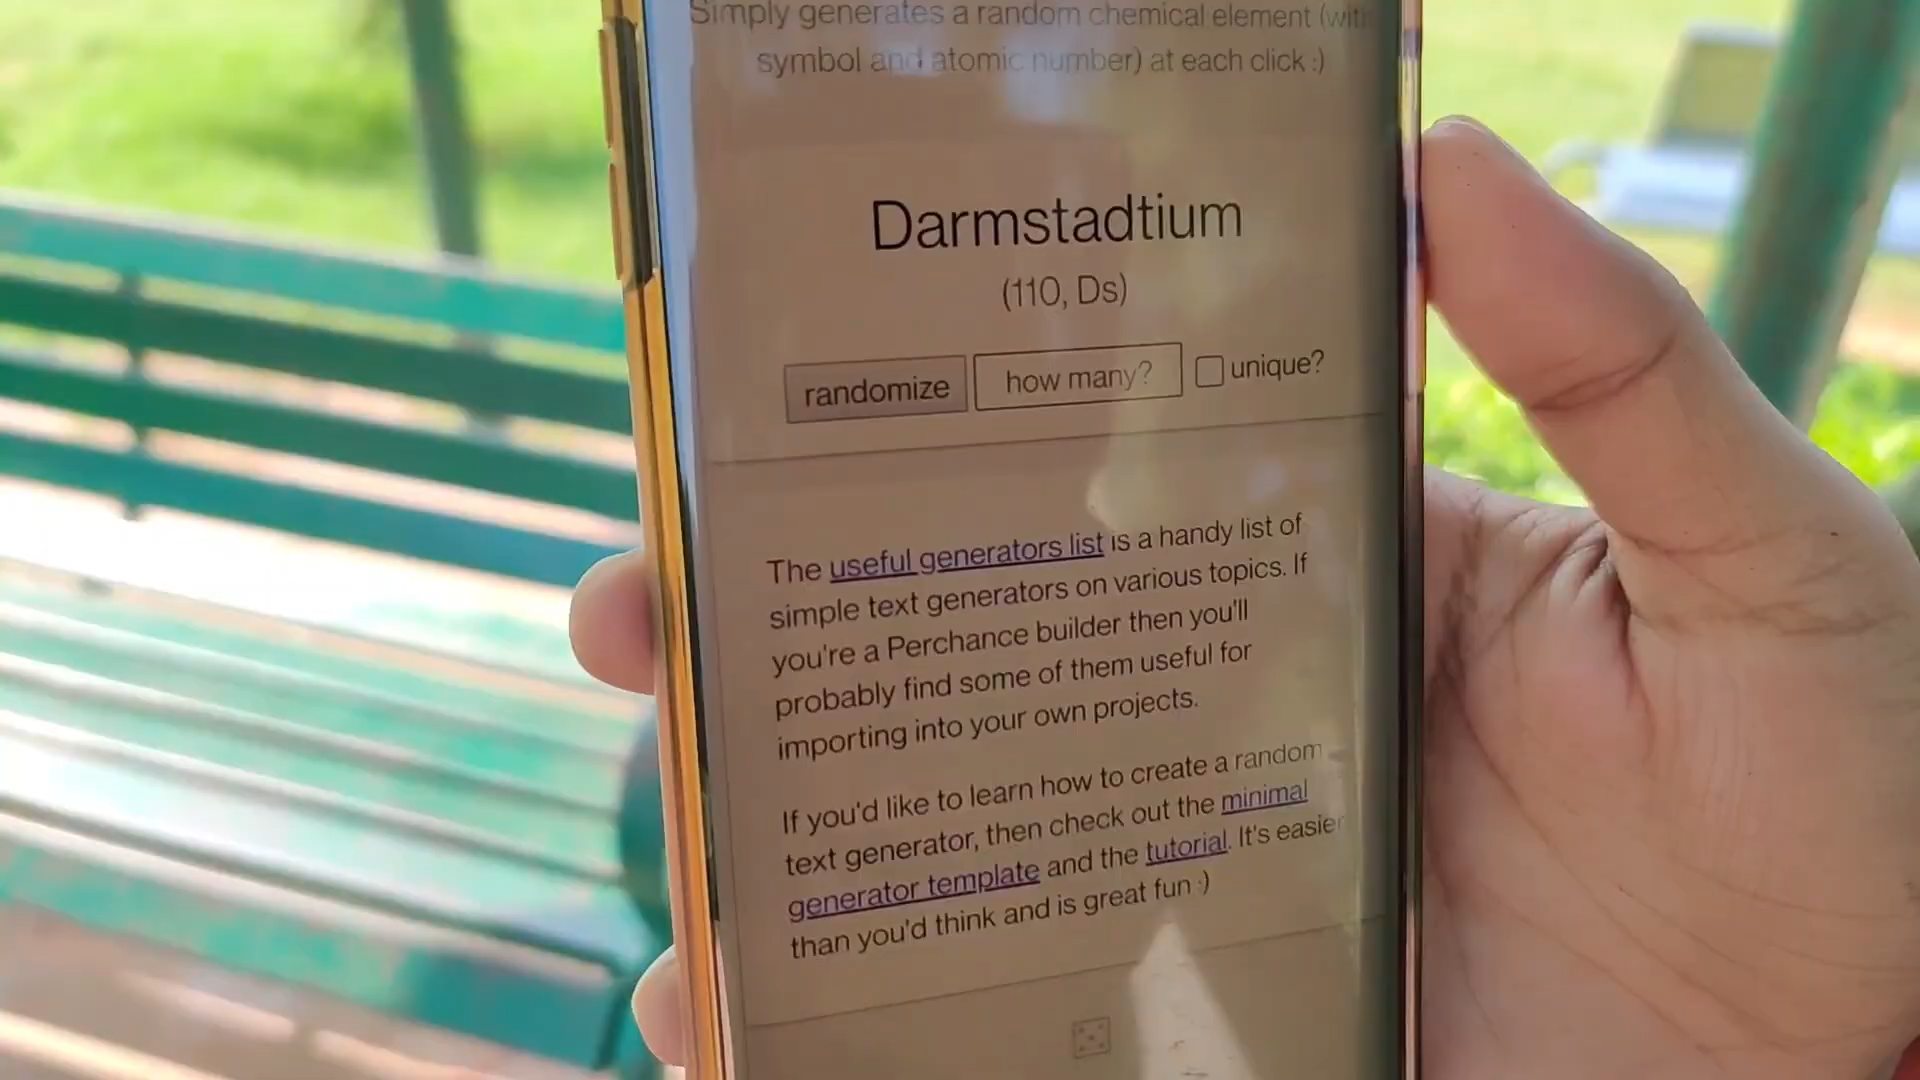 Simply generates a random chemical element (with
symbol and atomic number) at each click :)
Darmstadtium
(110, Ds)
randomize how many? unique?
The useful generators list is a handy list of
simple text generators on various topics. If
you're a Perchance builder then you'll
probably find some of them useful for
importing into your own projects.
If you'd like to learn how to create a random
text generator, then check out the minimal
generator template and the tutorial. It's easier
than you'd think and is great fun :)